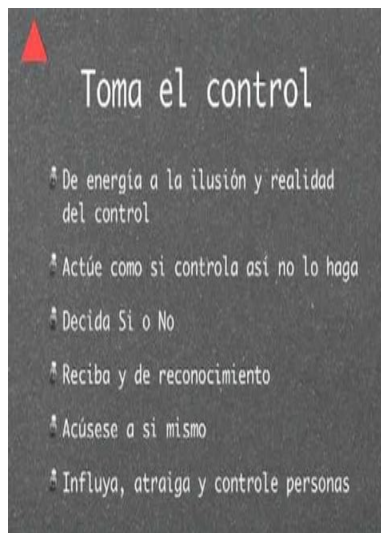 Toma el control
De energía a la ilusión y realidad
del control
Actúe como si controla así no lo haga
Decida Si o No
Reciba y de reconocimiento
Acúsese a si mismo
Influya, atraiga y controle personas